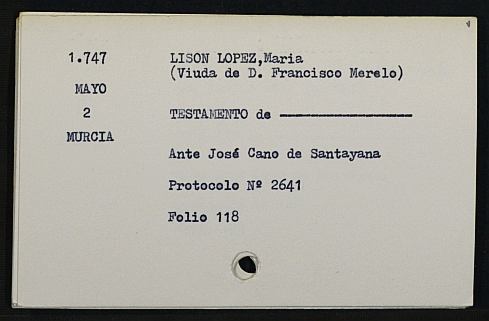 1.747 LISON LOPEZ,Maria
(Viuda de D. Francisco Merelo)
MAYO
2 TESTAMENTO de ————————
MURCIA
Ante José Cano de Santayana
Protocolo Nº 2641
Folio 118